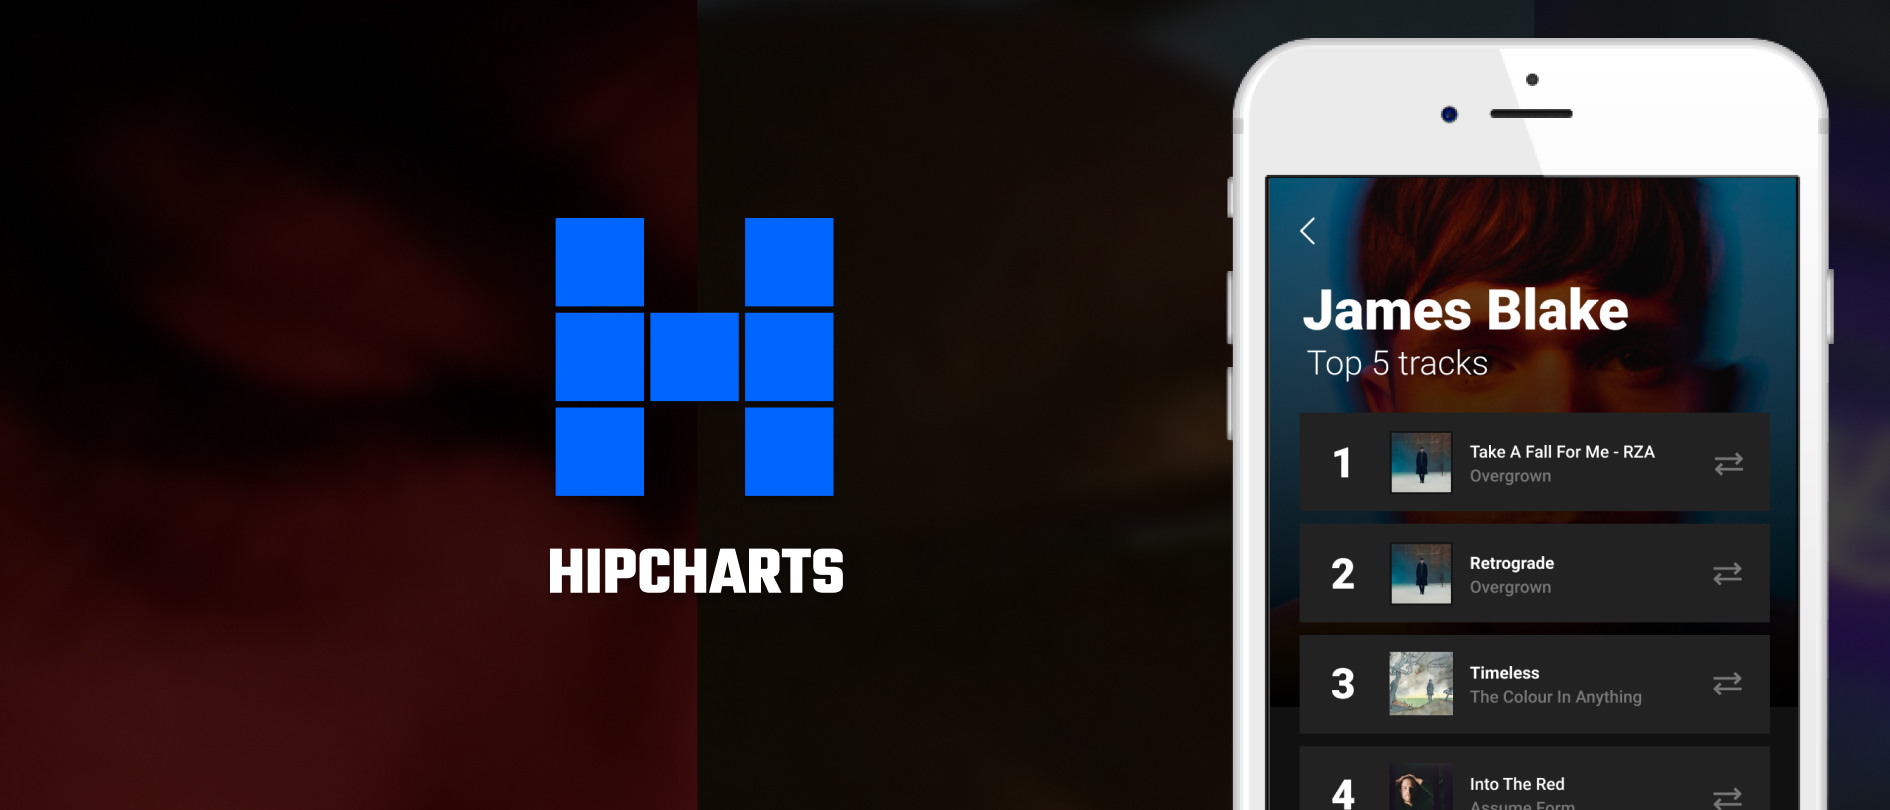 HIPCHARTS
James Blake
Top 5 tracks
1
Take A Fall For Me - RZA
Overgrown
2
Retrograde
Overgrown
3
Timeless
The Colour In Anything
4
Into The Red
Assume Form